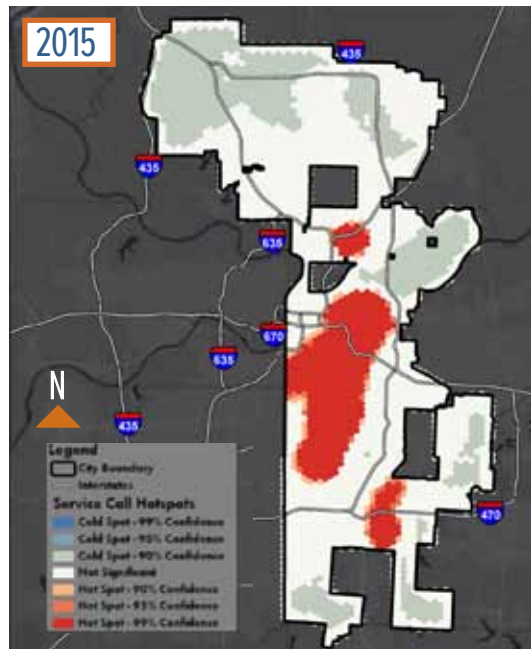 2015
435
435
635
670
635
N
435
470
Legend
City Boundary
Interstates
Service Call Hotspots
Cold Spot - 99% Confidence
Cold Spot - 95% Confidence
Cold Spot - 90% Confidence
Not Significant
Hot Spot - 90% Confidence
Hot Spot - 95% Confidence
Hot Spot - 99% Confidence